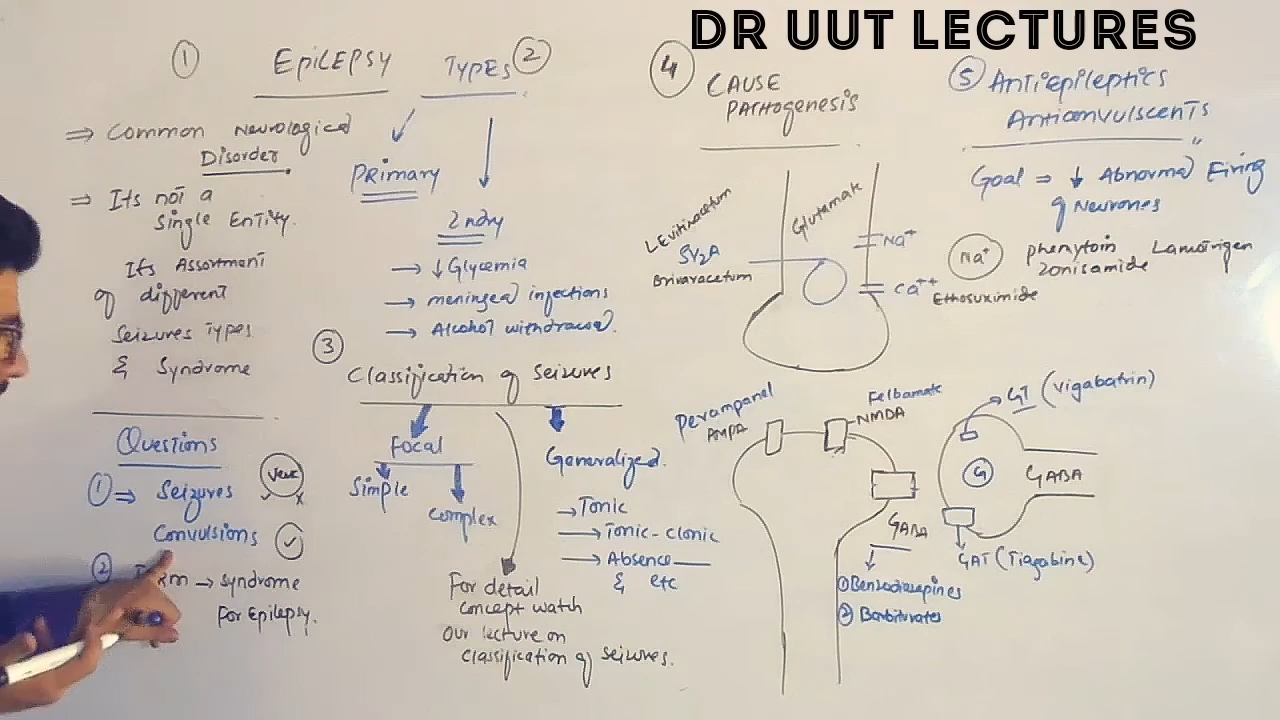 DR UUT LECTURES
① EPILEPSY
⇒ Common Neurological
Disorder
⇒ Its not a
Single Entity.
Its Assortment
of different
Seizures Types
& Syndrome
Questions
① ⇒ Seizures
Convulsions ✓
②
→ syndrome
For Epilepsy.
TYPES ②
Primary
2ndry
→ ↓ Glycemia
→ meningeal injections
→ Alcohol withdrawal.
③
Classification of seizures
Focal
Simple
Complex
Generalized.
→ Tonic
→ Tonic-clonic
→ Absence
& etc
For detail
concept watch
Our lecture on
classification of seizures.
④ CAUSE
PATHOGENESIS
Levitiracetum
SV2A
Brivaracetum
Glutamate
Na+
Ca++
Ethosuximide
Perampanel
AMPA
Felbamate
NMDA
GABA
① Benzodiazepines
② Barbiturates
GT (Vigabatrin)
G
GABA
GAT (Tiagabine)
⑤ Antiepileptics
Anticonvulscents
Goal ⇒ ↓ Abnormal Firing
of Neurones
Na+ phenytoin Lamotrigen
Zonisamide